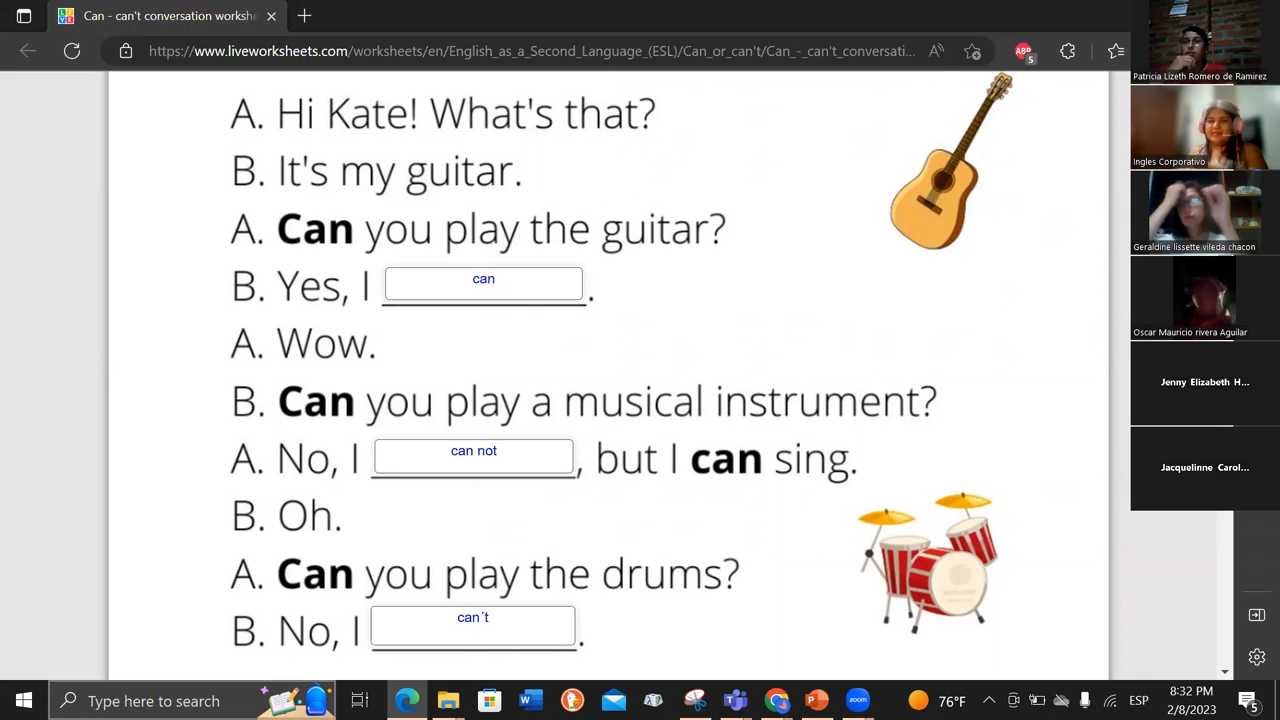 Can - can't conversation workshe
https://www.liveworksheets.com/worksheets/en/English_as_a_Second_Language_(ESL)/Can_or_can't/Can_-_can't_conversati...
ABP
5
A. Hi Kate! What's that?
B. It's my guitar.
A. Can you play the guitar?
B. Yes, I can.
A. Wow.
B. Can you play a musical instrument?
A. No, I can not, but I can sing.
B. Oh.
A. Can you play the drums?
B. No, I can´t.
Patricia Lizeth Romero de Ramirez
Ingles Corporativo
Geraldine lissette vileda chacon
Oscar Mauricio rivera Aguilar
Jenny Elizabeth H...
Jacquelinne Carol...
Type here to search
zoom
76°F
ESP
8:32 PM
2/8/2023
5